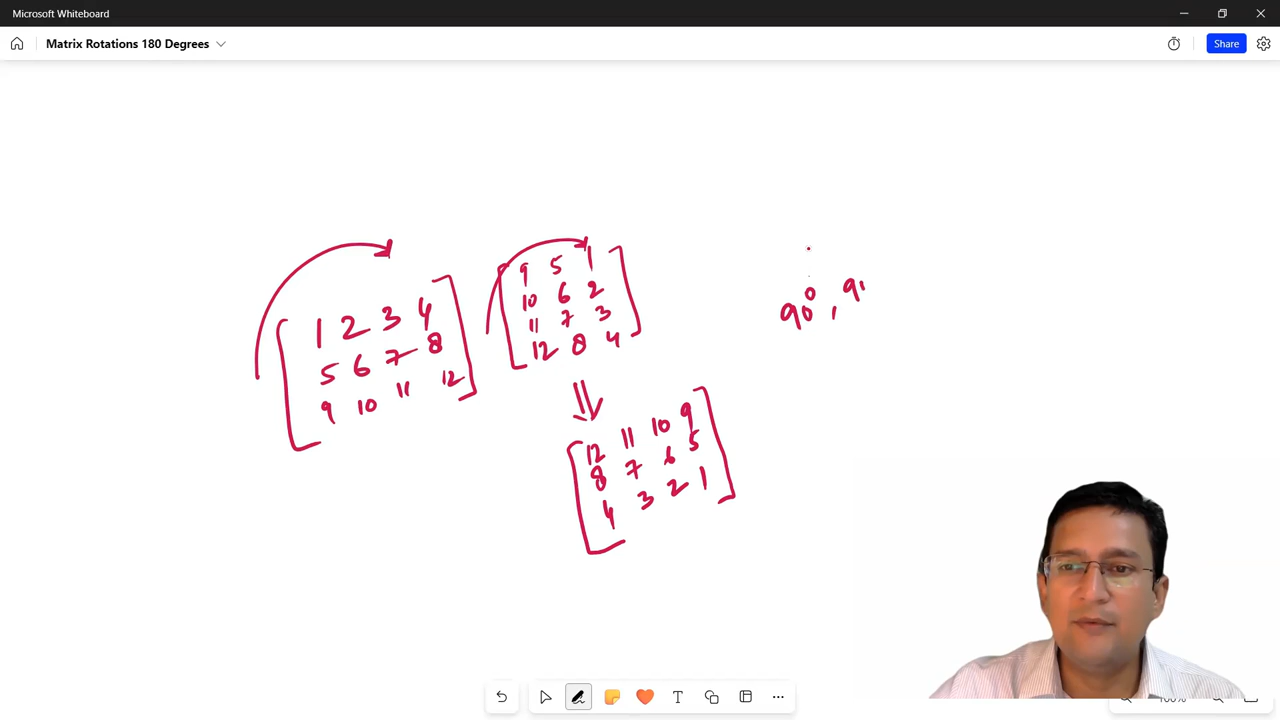 Microsoft Whiteboard
Matrix Rotations 180 Degrees
Share
1 2 3 4
5 6 7 8
9 10 11 12
9 5 1
10 6 2
11 7 3
12 8 4
12 11 10 9
8 7 6 5
4 3 2 1
90°, 9
100%